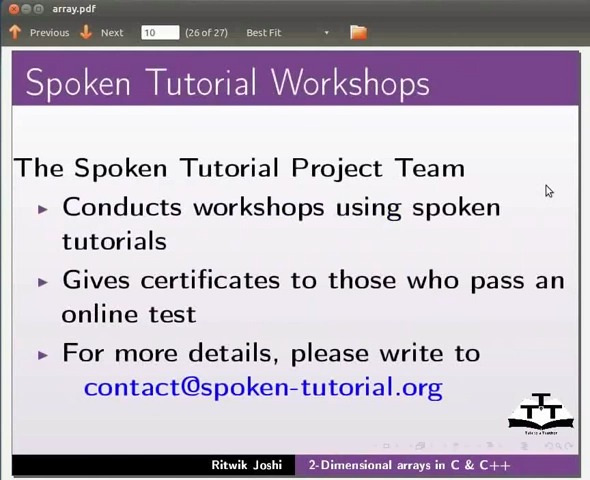 array.pdf
Previous Next 10 (26 of 27) Best Fit
Spoken Tutorial Workshops
The Spoken Tutorial Project Team
Conducts workshops using spoken
tutorials
Gives certificates to those who pass an
online test
For more details, please write to
contact@spoken-tutorial.org
Ritwik Joshi 2-Dimensional arrays in C & C++